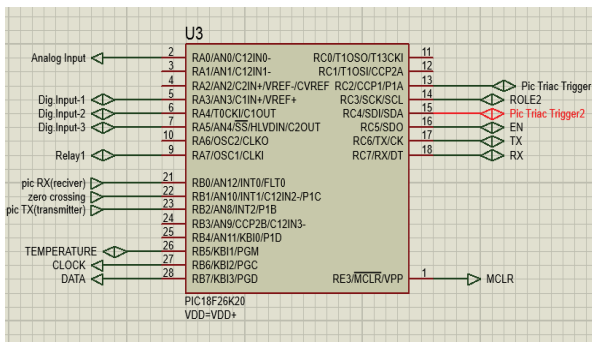 U3
Analog Input 2 RA0/AN0/C12IN0- RC0/T1OSO/T13CKI 11
3 RA1/AN1/C12IN1- RC1/T1OSI/CCP2A 12
4 RA2/AN2/C2IN+/VREF-/CVREF RC2/CCP1/P1A 13 Pic Triac Trigger
Dig.Input-1 5 RA3/AN3/C1IN+/VREF+ RC3/SCK/SCL 14 ROLE2
Dig.Input-2 6 RA4/T0CKI/C1OUT RC4/SDI/SDA 15 Pic Triac Trigger2
Dig.Input-3 7 RA5/AN4/SS/HLVDIN/C2OUT RC5/SDO 16 EN
10 RA6/OSC2/CLKO RC6/TX/CK 17 TX
Relay1 9 RA7/OSC1/CLKI RC7/RX/DT 18 RX
pic RX(reciver) 21 RB0/AN12/INT0/FLT0
zero crossing 22 RB1/AN10/INT1/C12IN2-/P1C
pic TX(transmitter) 23 RB2/AN8/INT2/P1B
24 RB3/AN9/CCP2B/C12IN3-
25 RB4/AN11/KBI0/P1D
TEMPERATURE 26 RB5/KBI1/PGM
CLOCK 27 RB6/KBI2/PGC
DATA 28 RB7/KBI3/PGD RE3/MCLR/VPP 1 MCLR
PIC18F26K20
VDD=VDD+